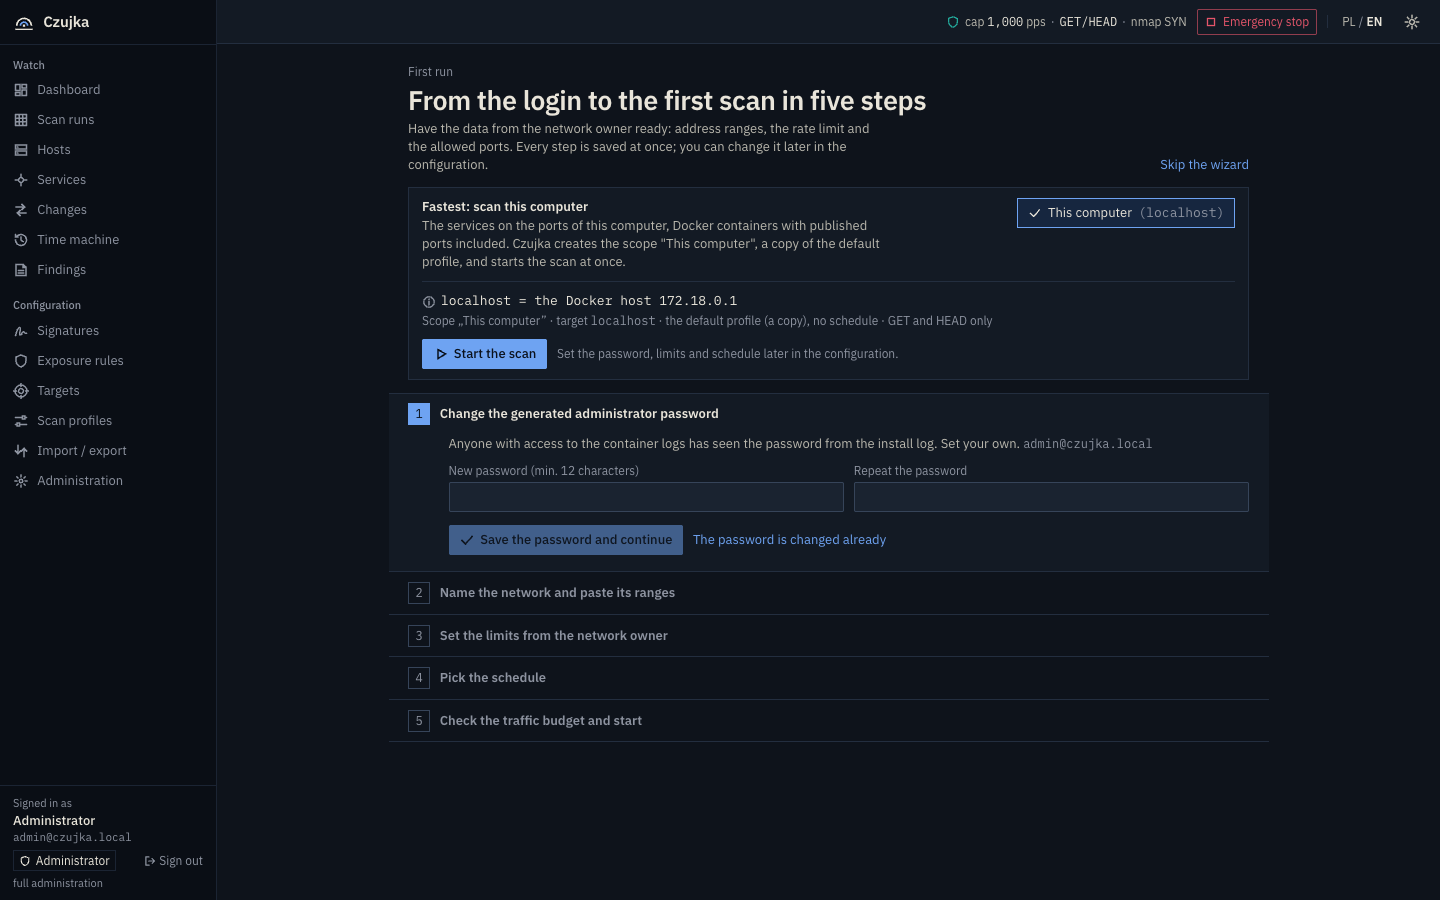 Czujka
cap 1,000 pps · GET/HEAD · nmap SYN
Emergency stop
PL / EN
Watch
Dashboard
Scan runs
Hosts
Services
Changes
Time machine
Findings
Configuration
Signatures
Exposure rules
Targets
Scan profiles
Import / export
Administration
Signed in as
Administrator
admin@czujka.local
Administrator
Sign out
full administration
First run
From the login to the first scan in five steps
Have the data from the network owner ready: address ranges, the rate limit and
the allowed ports. Every step is saved at once; you can change it later in the
configuration.
Skip the wizard
Fastest: scan this computer
The services on the ports of this computer, Docker containers with published
ports included. Czujka creates the scope "This computer", a copy of the default
profile, and starts the scan at once.
This computer (localhost)
localhost = the Docker host 172.18.0.1
Scope „This computer” · target localhost · the default profile (a copy), no schedule · GET and HEAD only
Start the scan
Set the password, limits and schedule later in the configuration.
1 Change the generated administrator password
Anyone with access to the container logs has seen the password from the install log. Set your own. admin@czujka.local
New password (min. 12 characters)
Repeat the password
Save the password and continue
The password is changed already
2 Name the network and paste its ranges
3 Set the limits from the network owner
4 Pick the schedule
5 Check the traffic budget and start